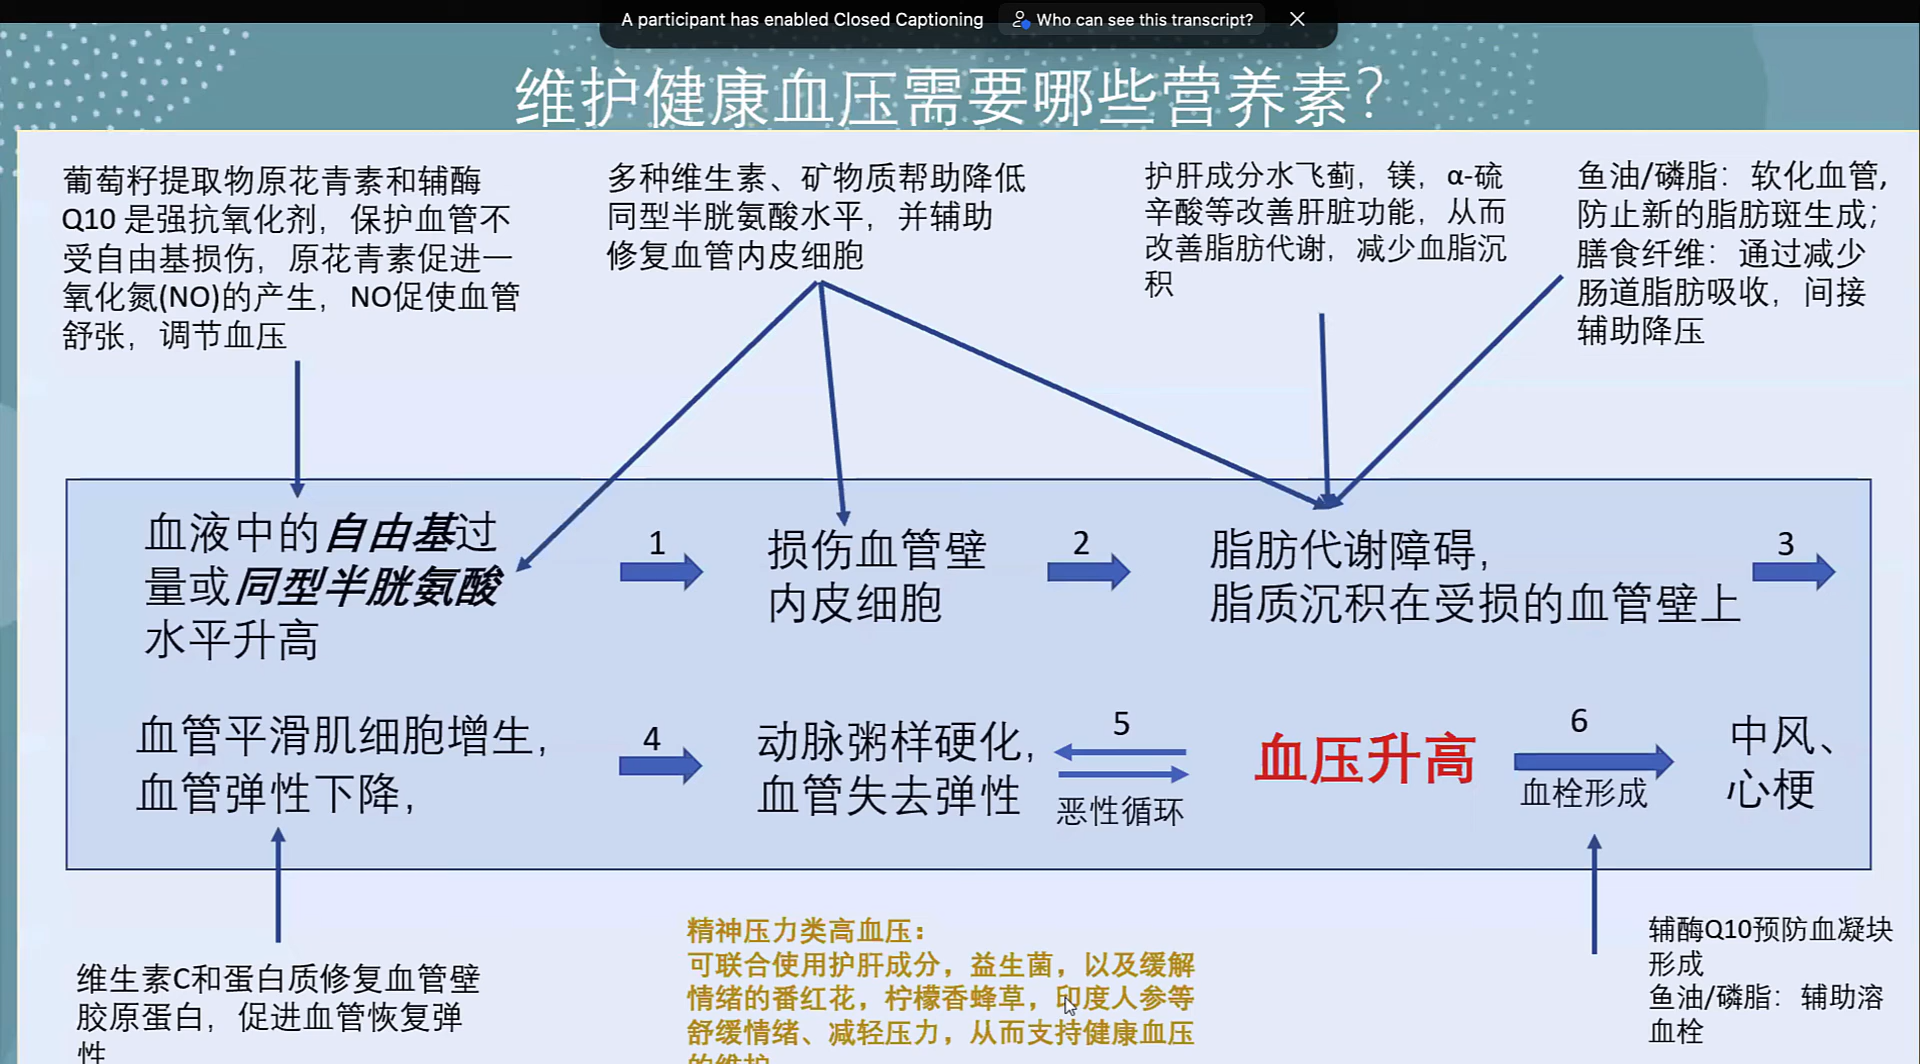 A participant has enabled Closed Captioning
Who can see this transcript?
维护健康血压需要哪些营养素？
葡萄籽提取物原花青素和辅酶
Q10 是强抗氧化剂，保护血管不
受自由基损伤，原花青素促进一
氧化氮(NO)的产生，NO促使血管
舒张，调节血压
多种维生素、矿物质帮助降低
同型半胱氨酸水平，并辅助
修复血管内皮细胞
护肝成分水飞蓟，镁，α-硫
辛酸等改善肝脏功能，从而
改善脂肪代谢，减少血脂沉
积
鱼油/磷脂：软化血管,
防止新的脂肪斑生成；
膳食纤维：通过减少
肠道脂肪吸收，间接
辅助降压
血液中的自由基过
量或同型半胱氨酸
水平升高
1
损伤血管壁
内皮细胞
2
脂肪代谢障碍，
脂质沉积在受损的血管壁上
3
血管平滑肌细胞增生，
血管弹性下降，
4
动脉粥样硬化，
血管失去弹性
5
恶性循环
血压升高
6
血栓形成
中风、
心梗
维生素C和蛋白质修复血管壁
胶原蛋白，促进血管恢复弹
性
精神压力类高血压：
可联合使用护肝成分，益生菌，以及缓解
情绪的番红花，柠檬香蜂草，印度人参等
舒缓情绪、减轻压力，从而支持健康血压
的维护
辅酶Q10预防血凝块
形成
鱼油/磷脂：辅助溶
血栓